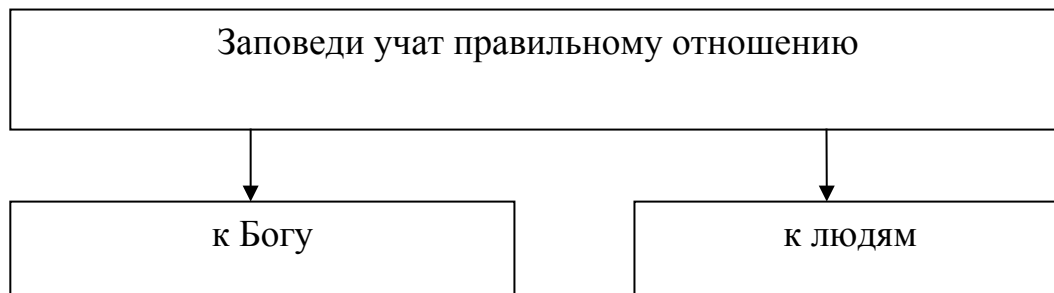 Заповеди учат правильному отношению
к Богу
к людям